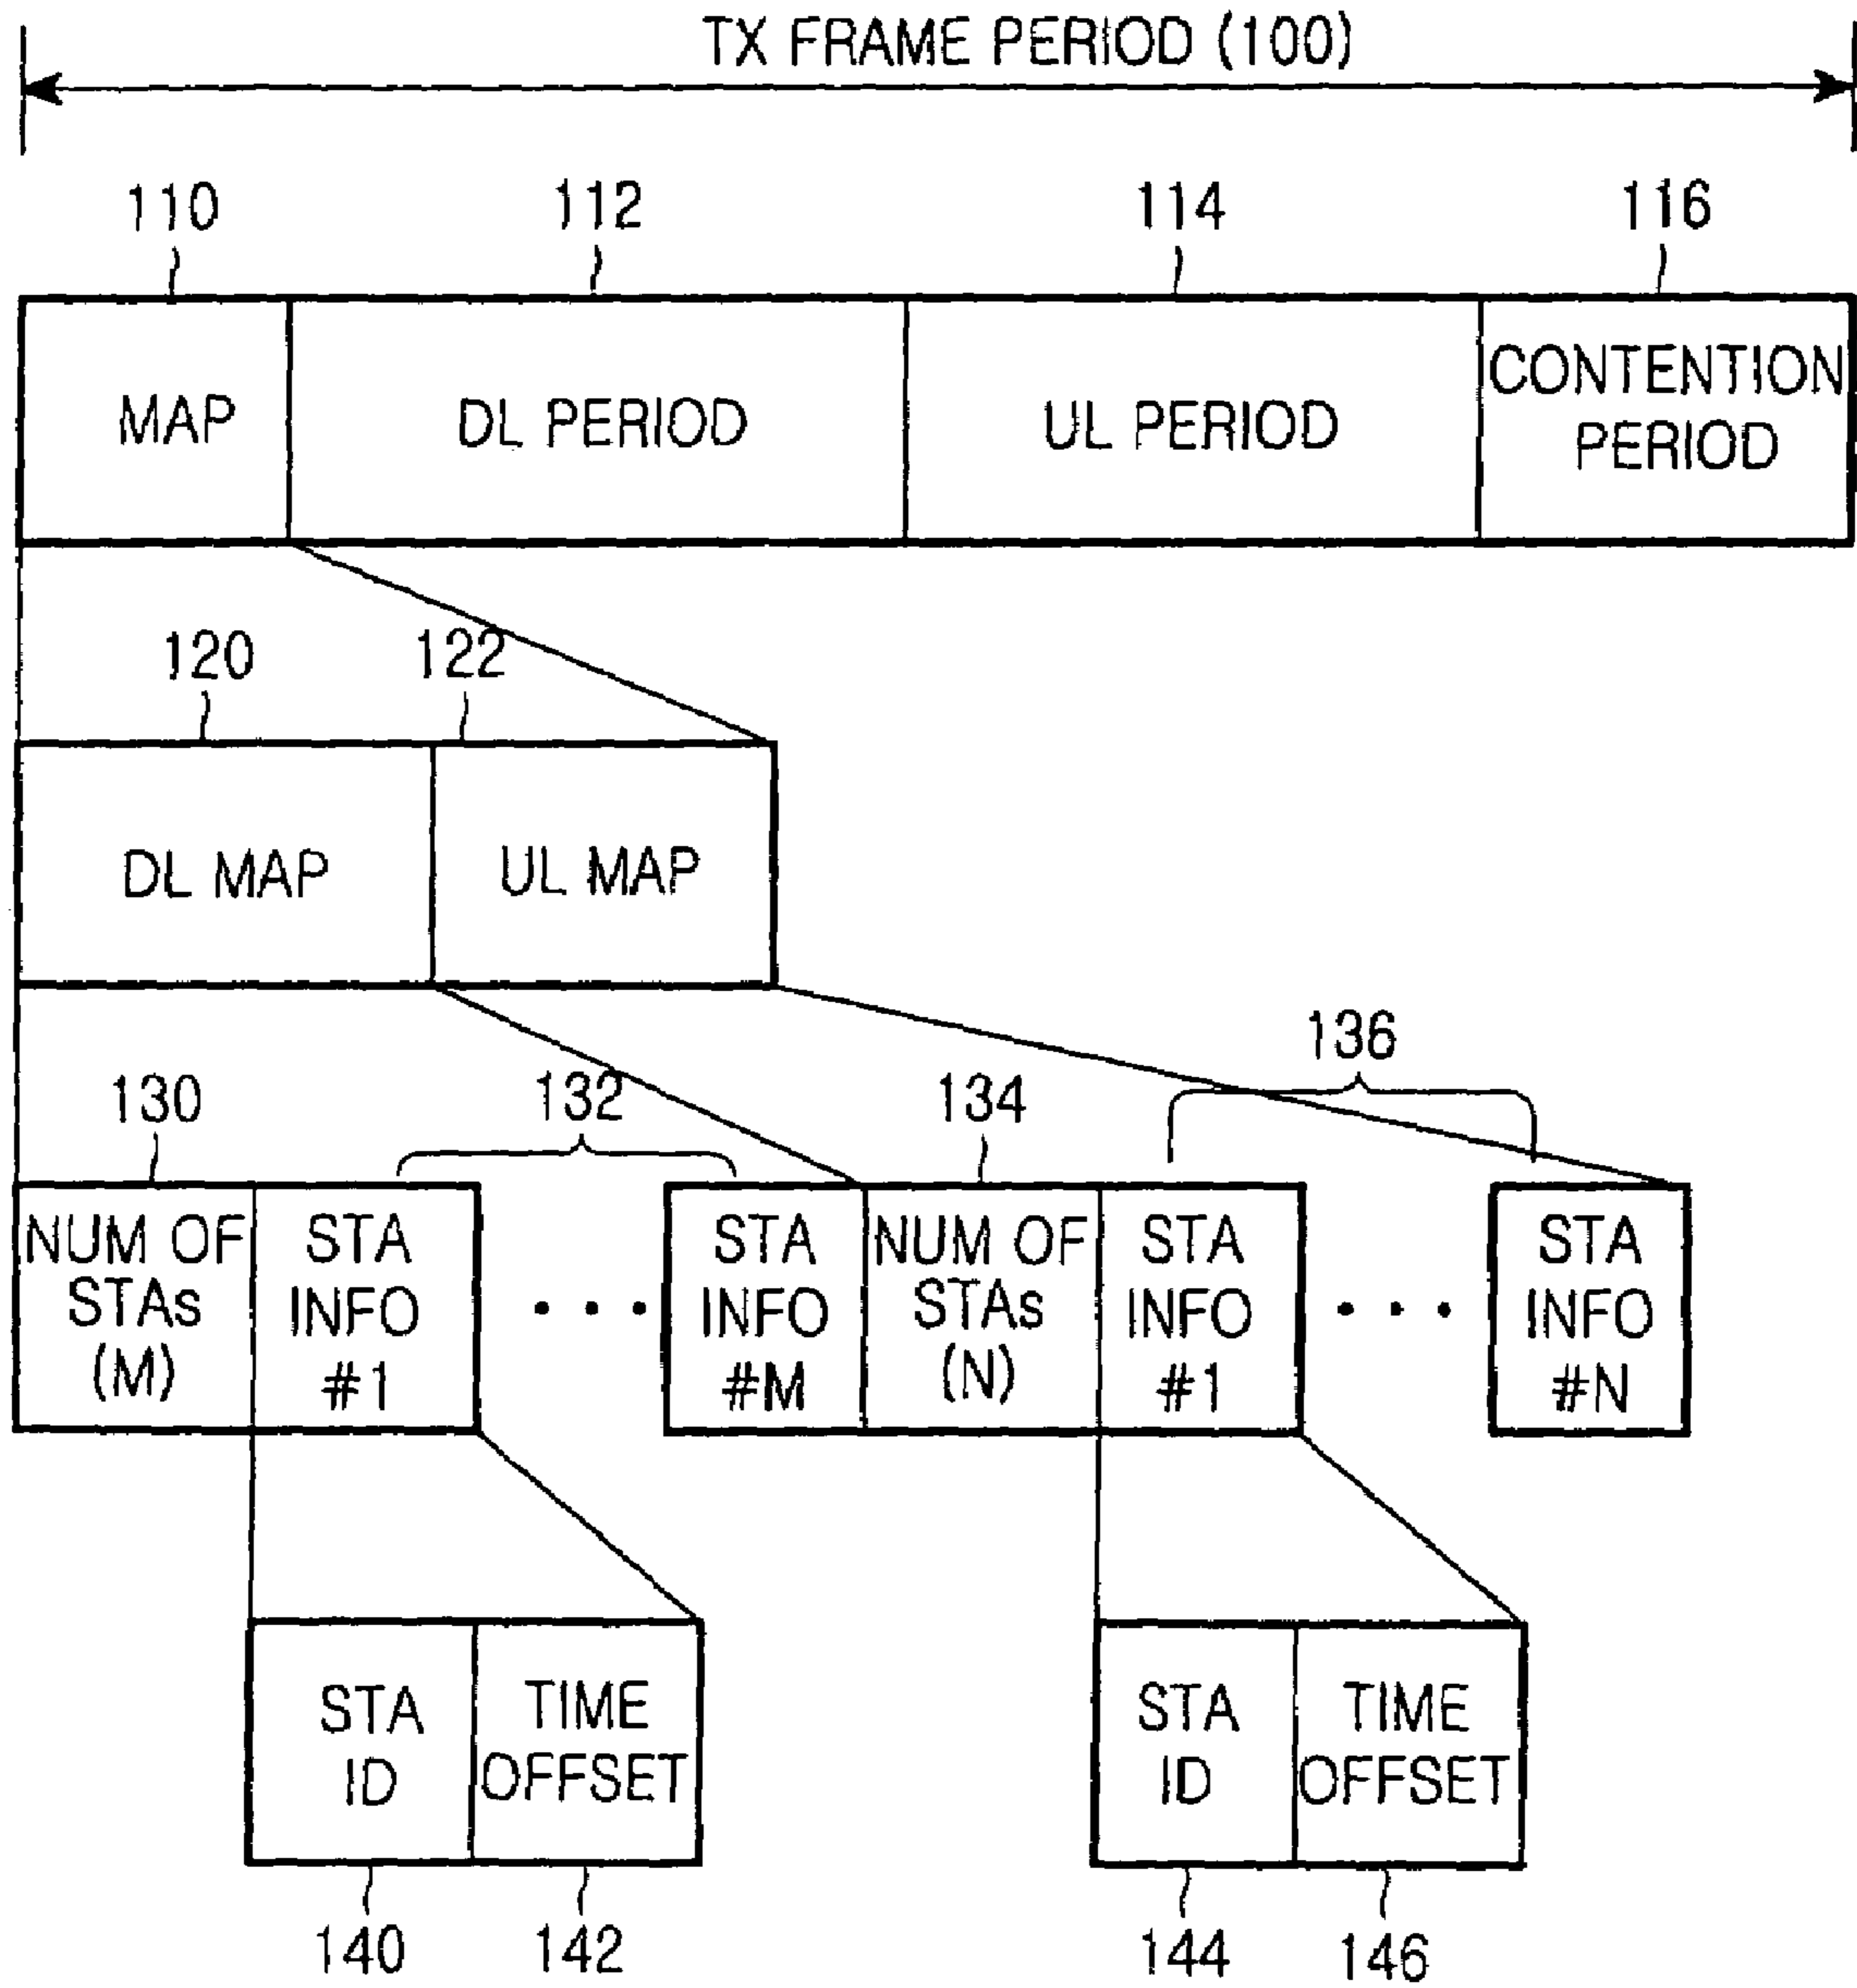 TX FRAME PERIOD (100)
110 112 114 116
MAP
DL PERIOD
UL PERIOD
CONTENTION
PERIOD
120 122
DL MAP
UL MAP
130 132 134 136
NUM OF
STAs
(M)
STA
INFO
#1
• • •
STA
INFO
#M
NUM OF
STAs
(N)
STA
INFO
#1
• • •
STA
INFO
#N
STA
ID
TIME
OFFSET
STA
ID
TIME
OFFSET
140 142 144 146